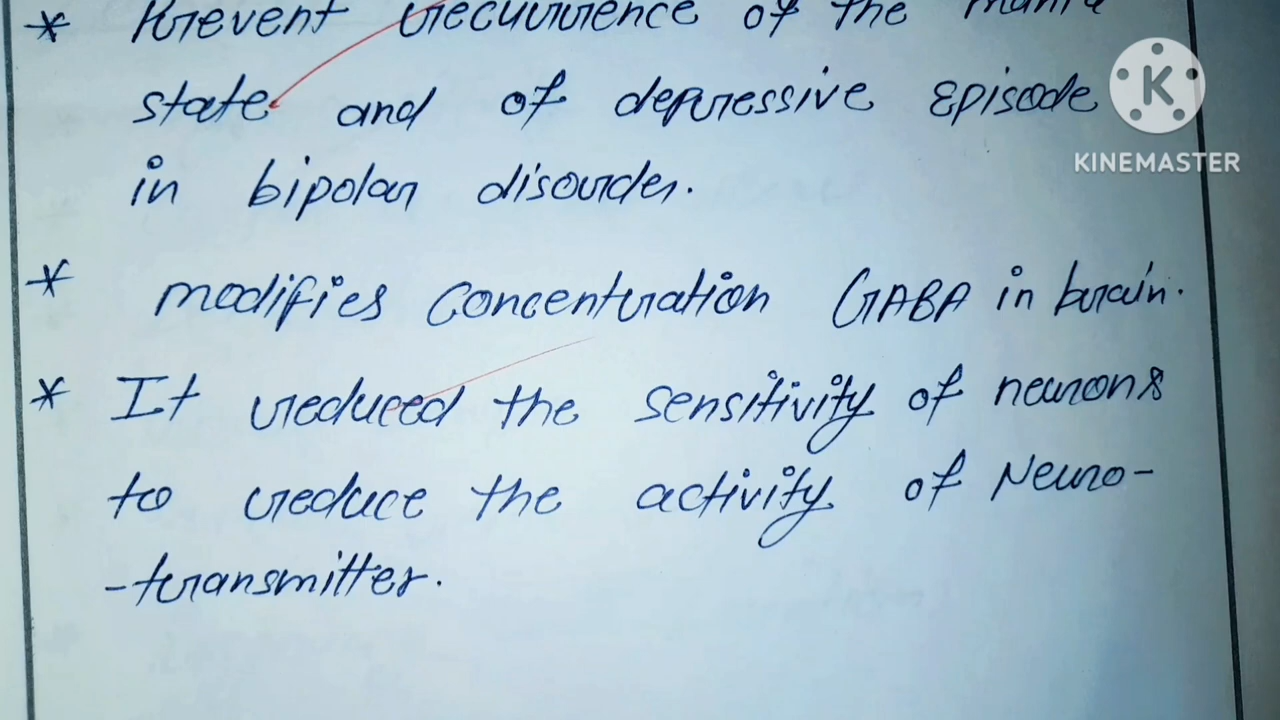 * Prevent recurrence of the mania
state and of depressive Episode
in bipolar disorder.
* modifies Concentration GABA in brain.
* It reduced the sensitivity of neurons
to reduce the activity of Neuro-
-transmitter.
K
KINEMASTER